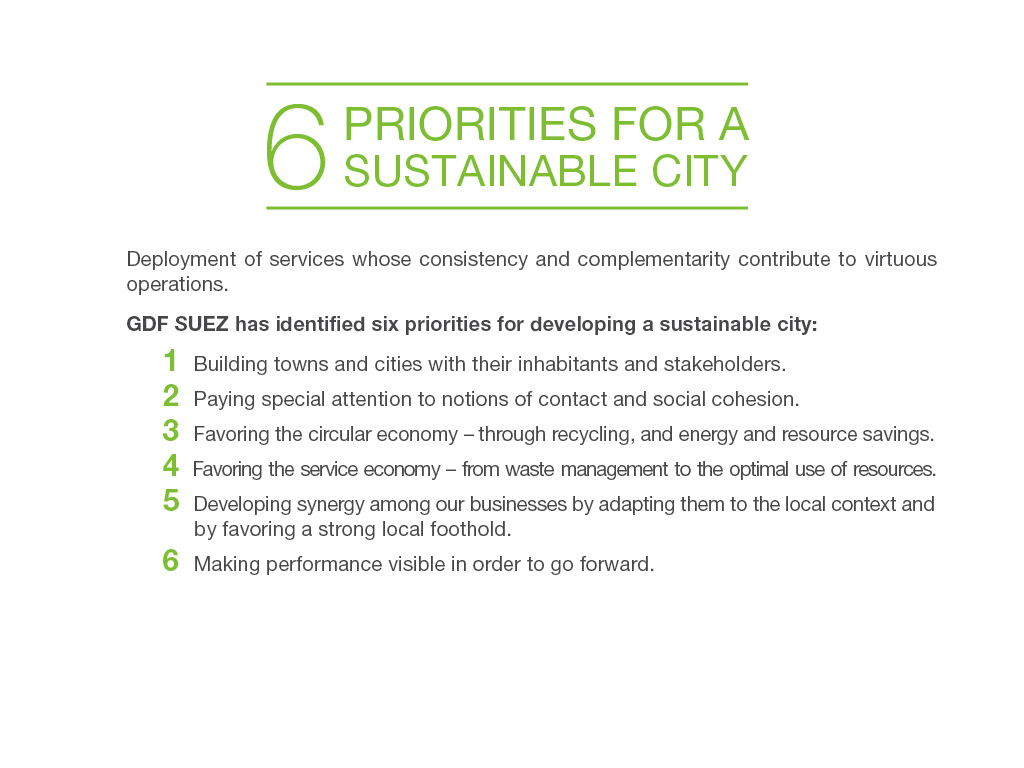 6 PRIORITIES FOR A
SUSTAINABLE CITY
Deployment of services whose consistency and complementarity contribute to virtuous
operations.
GDF SUEZ has identified six priorities for developing a sustainable city:
1 Building towns and cities with their inhabitants and stakeholders.
2 Paying special attention to notions of contact and social cohesion.
3 Favoring the circular economy – through recycling, and energy and resource savings.
4 Favoring the service economy – from waste management to the optimal use of resources.
5 Developing synergy among our businesses by adapting them to the local context and
by favoring a strong local foothold.
6 Making performance visible in order to go forward.